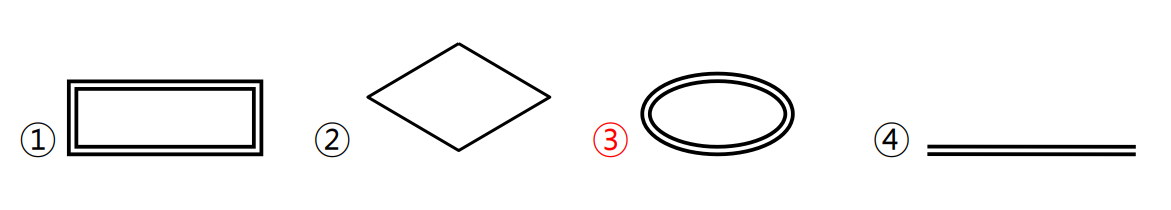 ① ② ③ ④